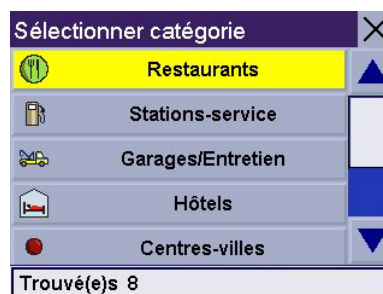 Sélectionner catégorie
Restaurants
Stations-service
Garages/Entretien
Hôtels
Centres-villes
Trouvé(e)s 8